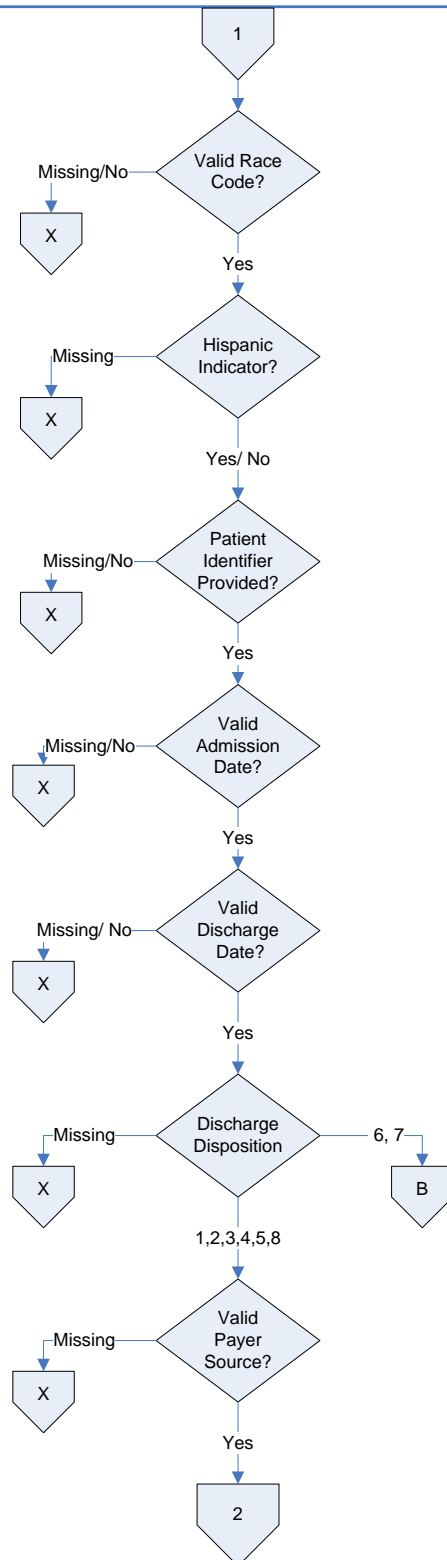 1
Valid Race
Code?
Missing/No
X
Yes
Hispanic
Indicator?
Missing
X
Yes/ No
Patient
Identifier
Provided?
Missing/No
X
Yes
Valid
Admission
Date?
Missing/No
X
Yes
Valid
Discharge
Date?
Missing/ No
X
Yes
Discharge
Disposition
Missing
6, 7
X
B
1,2,3,4,5,8
Valid
Payer
Source?
Missing
X
Yes
2